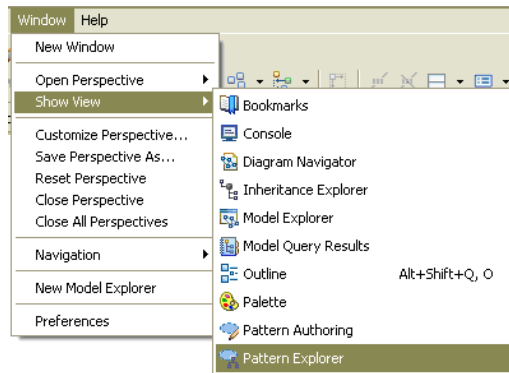 Window Help
New Window
Open Perspective
Show View
Customize Perspective...
Save Perspective As...
Reset Perspective
Close Perspective
Close All Perspectives
Navigation
New Model Explorer
Preferences
Bookmarks
Console
Diagram Navigator
Inheritance Explorer
Model Explorer
Model Query Results
Outline Alt+Shift+Q, O
Palette
Pattern Authoring
Pattern Explorer